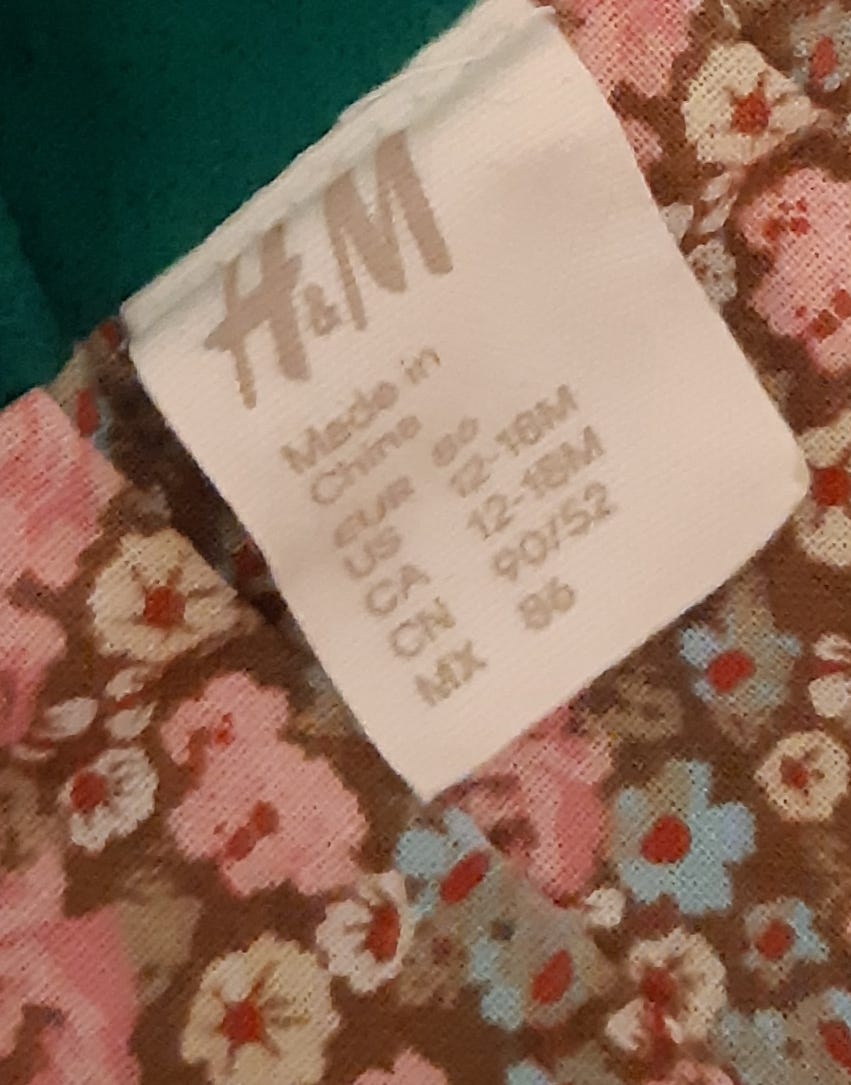 H&M
Made in
China
EUR 86
US 12-18M
CA 12-18M
CN 90/52
MX 86